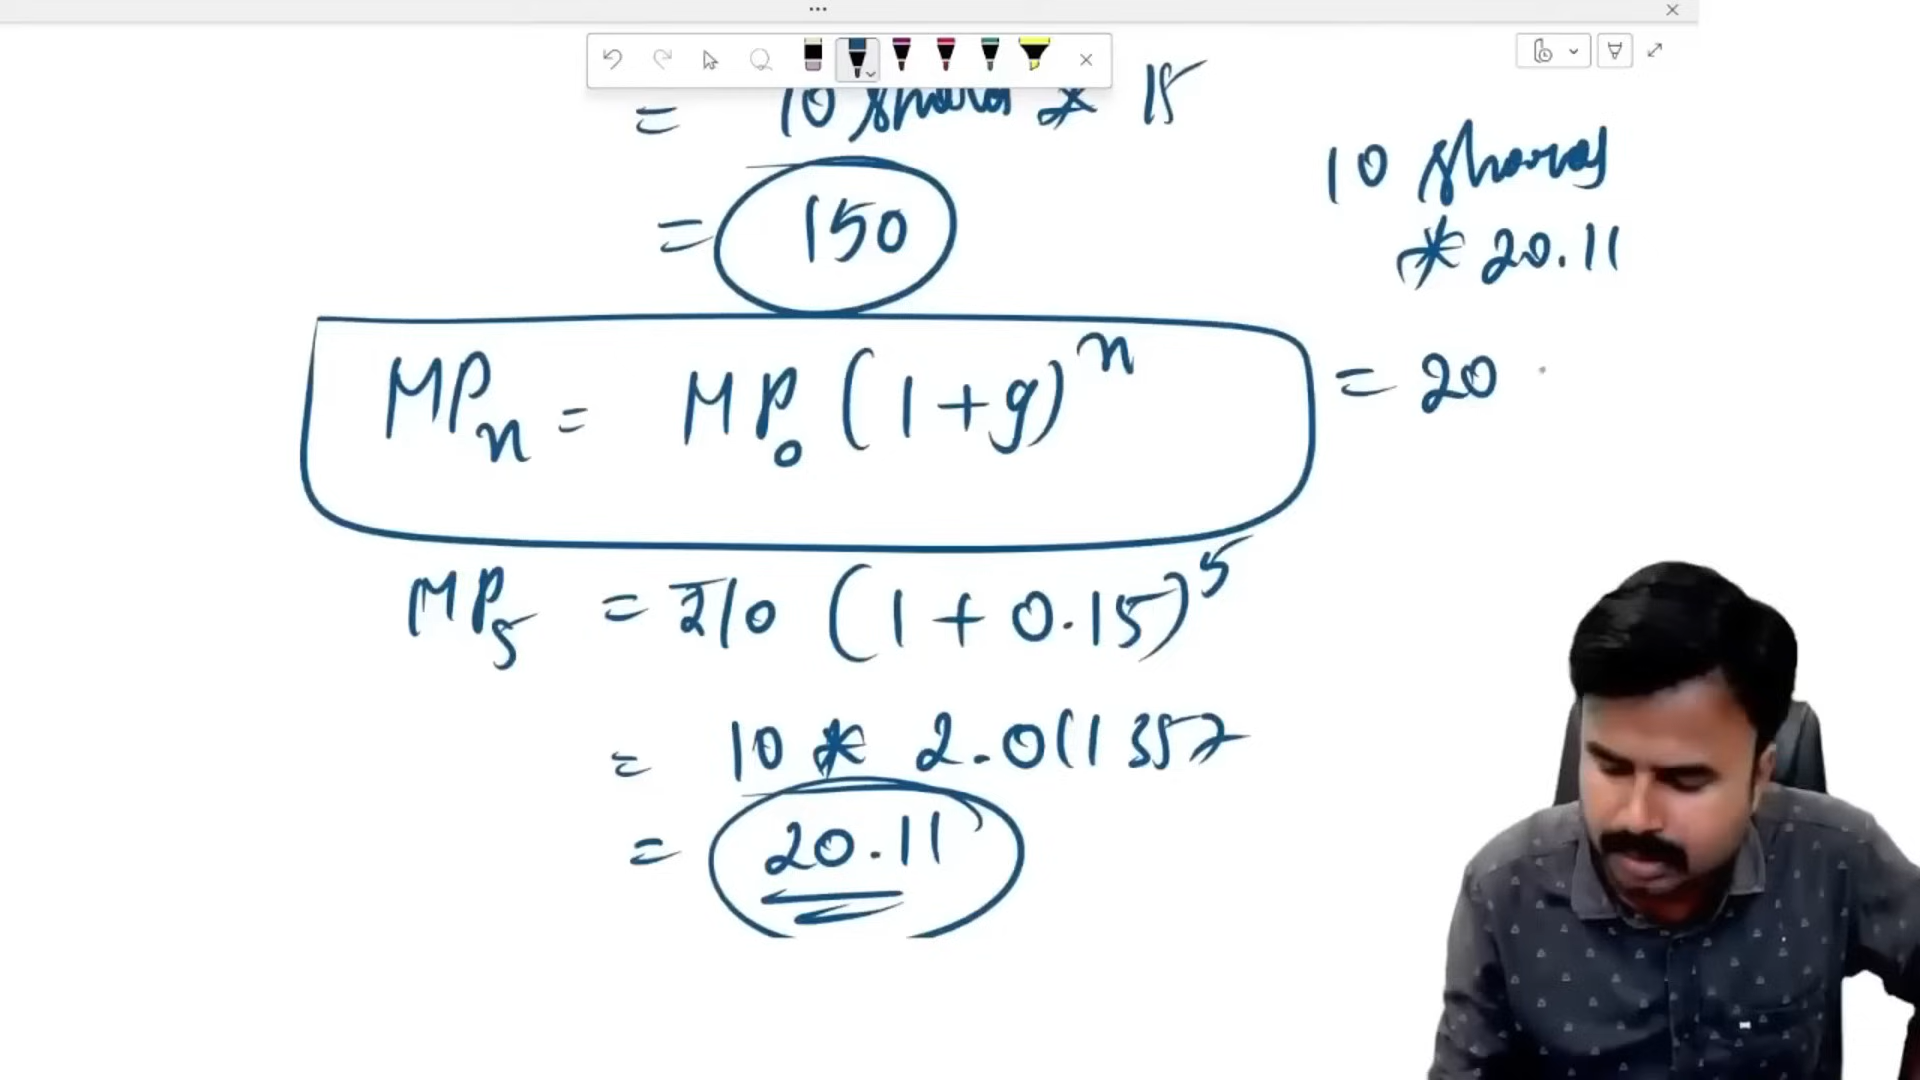 = 10 shares * 15
= 150
MPn = MP0 (1+g)^n
MP5 = ₹10 (1 + 0.15)^5
= 10 * 2.011357
= 20.11
10 shares
* 20.11
= 20